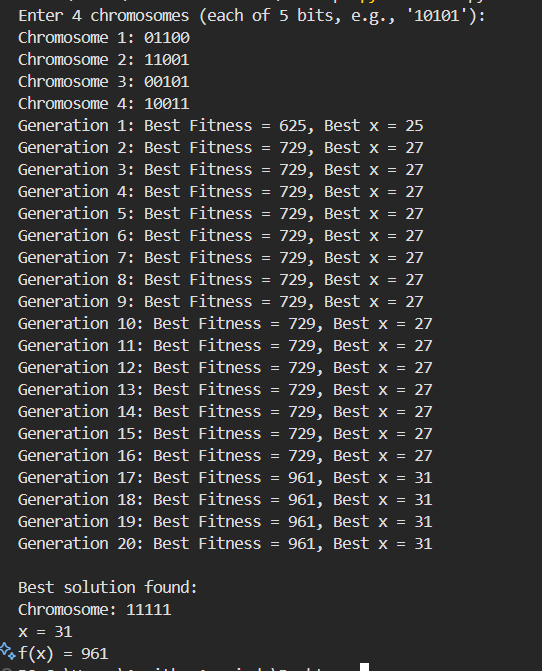 Enter 4 chromosomes (each of 5 bits, e.g., '10101'):
Chromosome 1: 01100
Chromosome 2: 11001
Chromosome 3: 00101
Chromosome 4: 10011
Generation 1: Best Fitness = 625, Best x = 25
Generation 2: Best Fitness = 729, Best x = 27
Generation 3: Best Fitness = 729, Best x = 27
Generation 4: Best Fitness = 729, Best x = 27
Generation 5: Best Fitness = 729, Best x = 27
Generation 6: Best Fitness = 729, Best x = 27
Generation 7: Best Fitness = 729, Best x = 27
Generation 8: Best Fitness = 729, Best x = 27
Generation 9: Best Fitness = 729, Best x = 27
Generation 10: Best Fitness = 729, Best x = 27
Generation 11: Best Fitness = 729, Best x = 27
Generation 12: Best Fitness = 729, Best x = 27
Generation 13: Best Fitness = 729, Best x = 27
Generation 14: Best Fitness = 729, Best x = 27
Generation 15: Best Fitness = 729, Best x = 27
Generation 16: Best Fitness = 729, Best x = 27
Generation 17: Best Fitness = 961, Best x = 31
Generation 18: Best Fitness = 961, Best x = 31
Generation 19: Best Fitness = 961, Best x = 31
Generation 20: Best Fitness = 961, Best x = 31
Best solution found:
Chromosome: 11111
x = 31
f(x) = 961